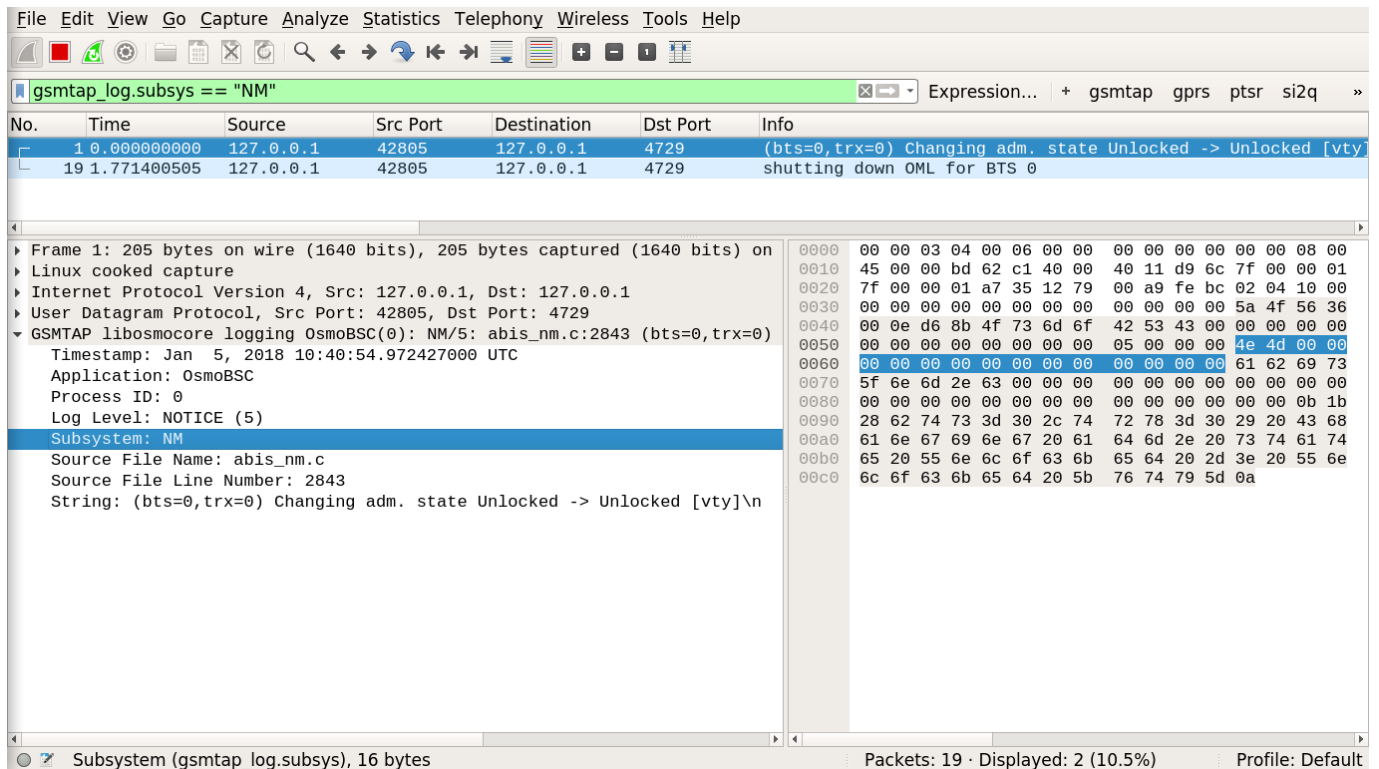 File Edit View Go Capture Analyze Statistics Telephony Wireless Tools Help
gsmtap_log.subsys == "NM" Expression… + gsmtap gprs ptsr si2q »
No. Time Source Src Port Destination Dst Port Info
1 0.000000000 127.0.0.1 42805 127.0.0.1 4729 (bts=0,trx=0) Changing adm. state Unlocked -> Unlocked [vty]
19 1.771400505 127.0.0.1 42805 127.0.0.1 4729 shutting down OML for BTS 0
Frame 1: 205 bytes on wire (1640 bits), 205 bytes captured (1640 bits) on
Linux cooked capture
Internet Protocol Version 4, Src: 127.0.0.1, Dst: 127.0.0.1
User Datagram Protocol, Src Port: 42805, Dst Port: 4729
GSMTAP libosmocore logging OsmoBSC(0): NM/5: abis_nm.c:2843 (bts=0,trx=0)
Timestamp: Jan  5, 2018 10:40:54.972427000 UTC
Application: OsmoBSC
Process ID: 0
Log Level: NOTICE (5)
Subsystem: NM
Source File Name: abis_nm.c
Source File Line Number: 2843
String: (bts=0,trx=0) Changing adm. state Unlocked -> Unlocked [vty]\n
0000 00 00 03 04 00 06 00 00 00 00 00 00 00 00 08 00
0010 45 00 00 bd 62 c1 40 00 40 11 d9 6c 7f 00 00 01
0020 7f 00 00 01 a7 35 12 79 00 a9 fe bc 02 04 10 00
0030 00 00 00 00 00 00 00 00 00 00 00 00 5a 4f 56 36
0040 00 0e d6 8b 4f 73 6d 6f 42 53 43 00 00 00 00 00
0050 00 00 00 00 00 00 00 00 05 00 00 00 4e 4d 00 00
0060 00 00 00 00 00 00 00 00 00 00 00 00 61 62 69 73
0070 5f 6e 6d 2e 63 00 00 00 00 00 00 00 00 00 00 00
0080 00 00 00 00 00 00 00 00 00 00 00 00 00 00 0b 1b
0090 28 62 74 73 3d 30 2c 74 72 78 3d 30 29 20 43 68
00a0 61 6e 67 69 6e 67 20 61 64 6d 2e 20 73 74 61 74
00b0 65 20 55 6e 6c 6f 63 6b 65 64 20 2d 3e 20 55 6e
00c0 6c 6f 63 6b 65 64 20 5b 76 74 79 5d 0a
Subsystem (gsmtap_log.subsys), 16 bytes Packets: 19 · Displayed: 2 (10.5%) Profile: Default